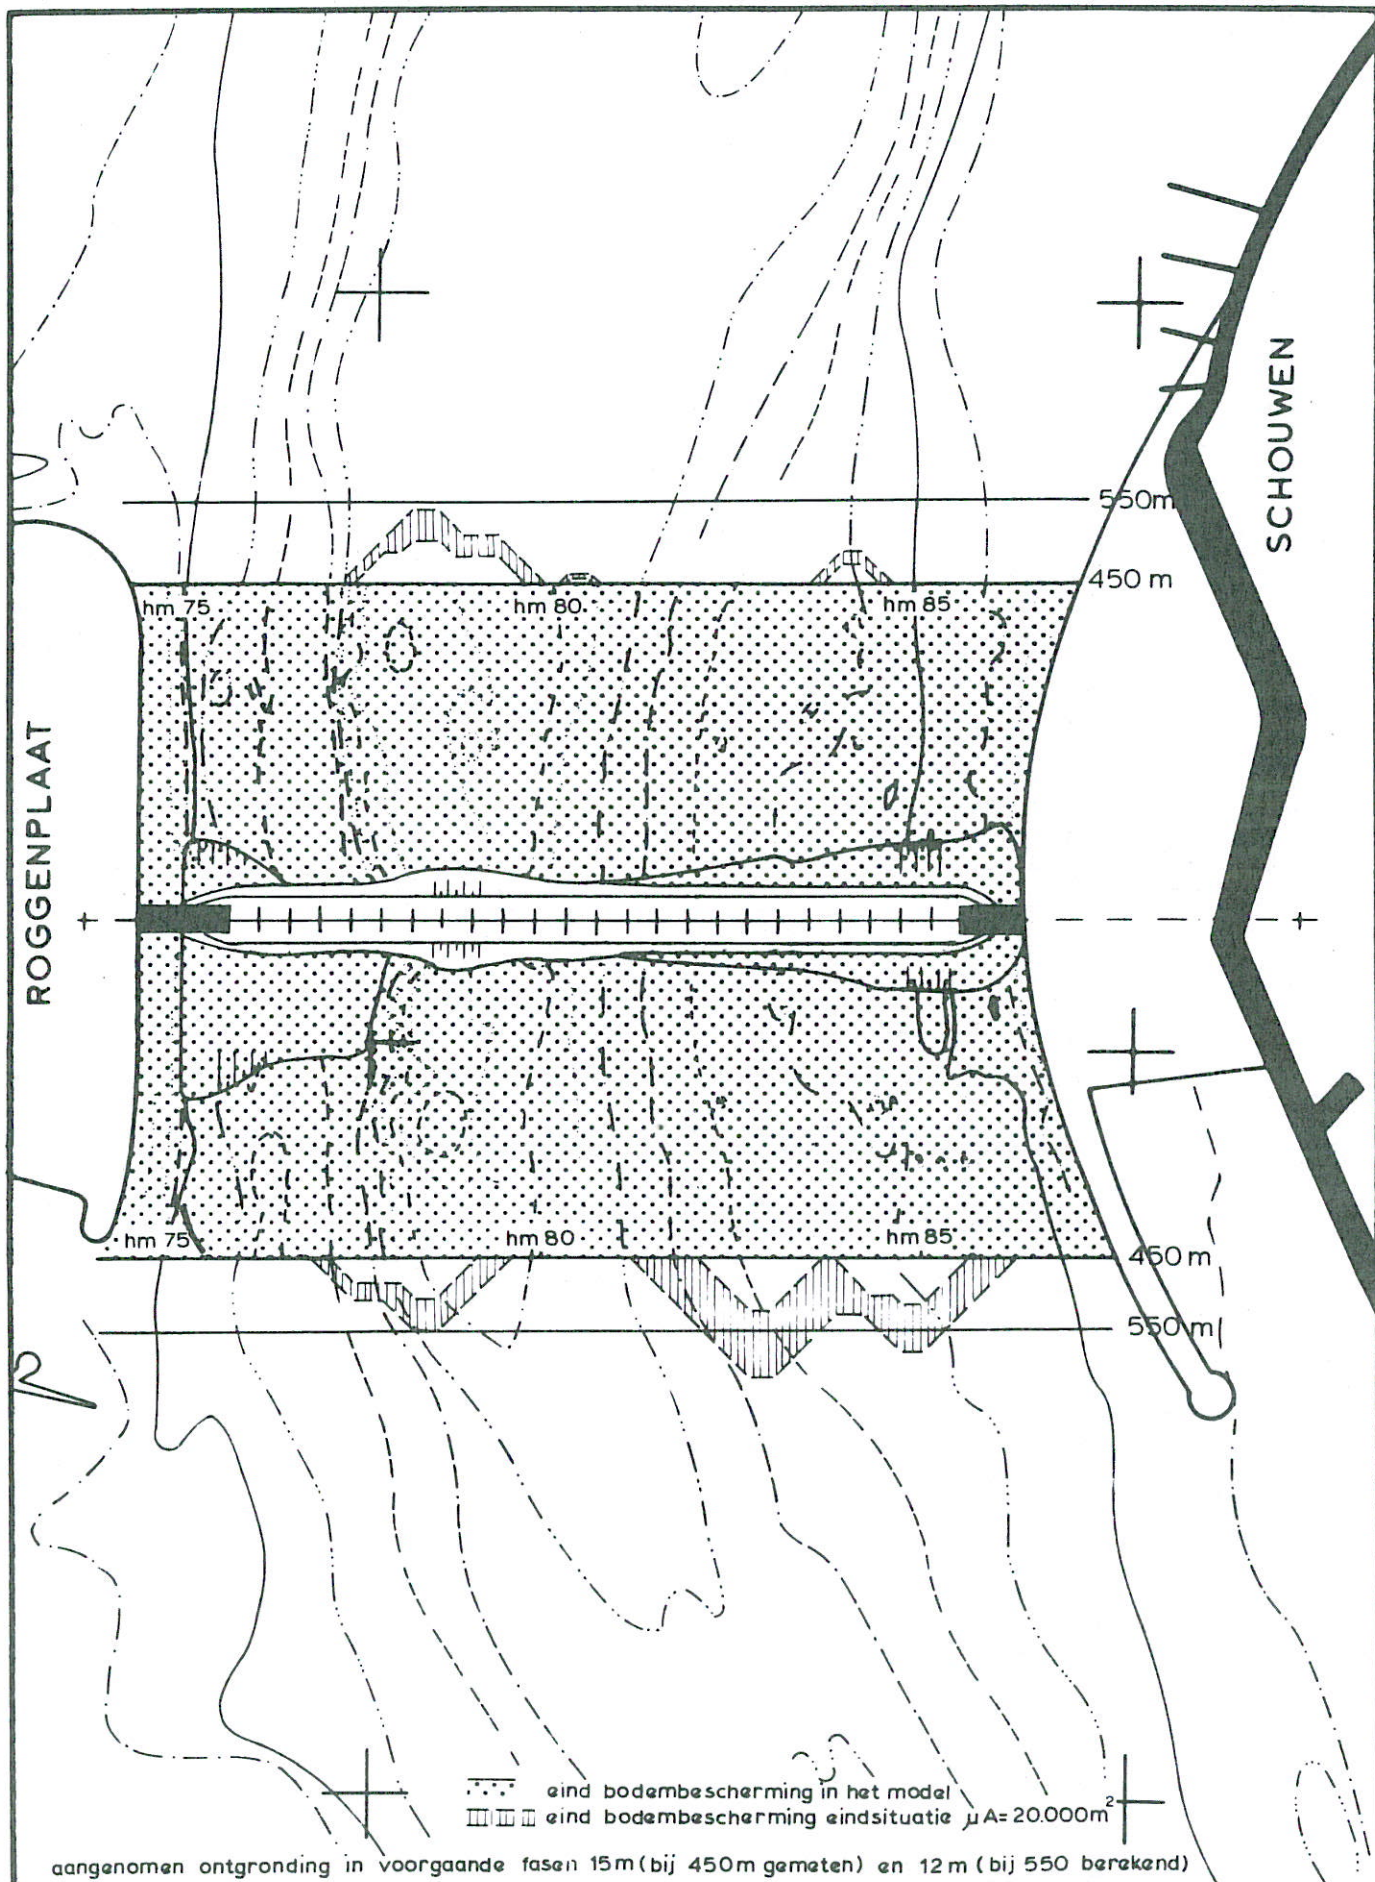 SCHOUWEN
550m
450 m
hm 75
hm 80
hm 85
ROGGENPLAAT
hm 75
hm 80
hm 85
450 m
550 m
eind bodembescherming in het model
eind bodembescherming eindsituatie μ A= 20.000m²
aangenomen ontgronding in voorgaande fasen 15m (bij 450m gemeten) en 12m (bij 550 berekend)